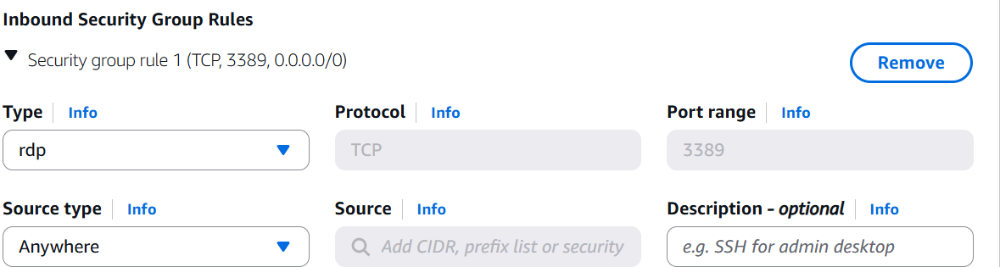 Inbound Security Group Rules
Security group rule 1 (TCP, 3389, 0.0.0.0/0)
Remove
Type Info
Protocol Info
Port range Info
rdp
TCP
3389
Source type Info
Source Info
Description - optional Info
Anywhere
Add CIDR, prefix list or security
e.g. SSH for admin desktop